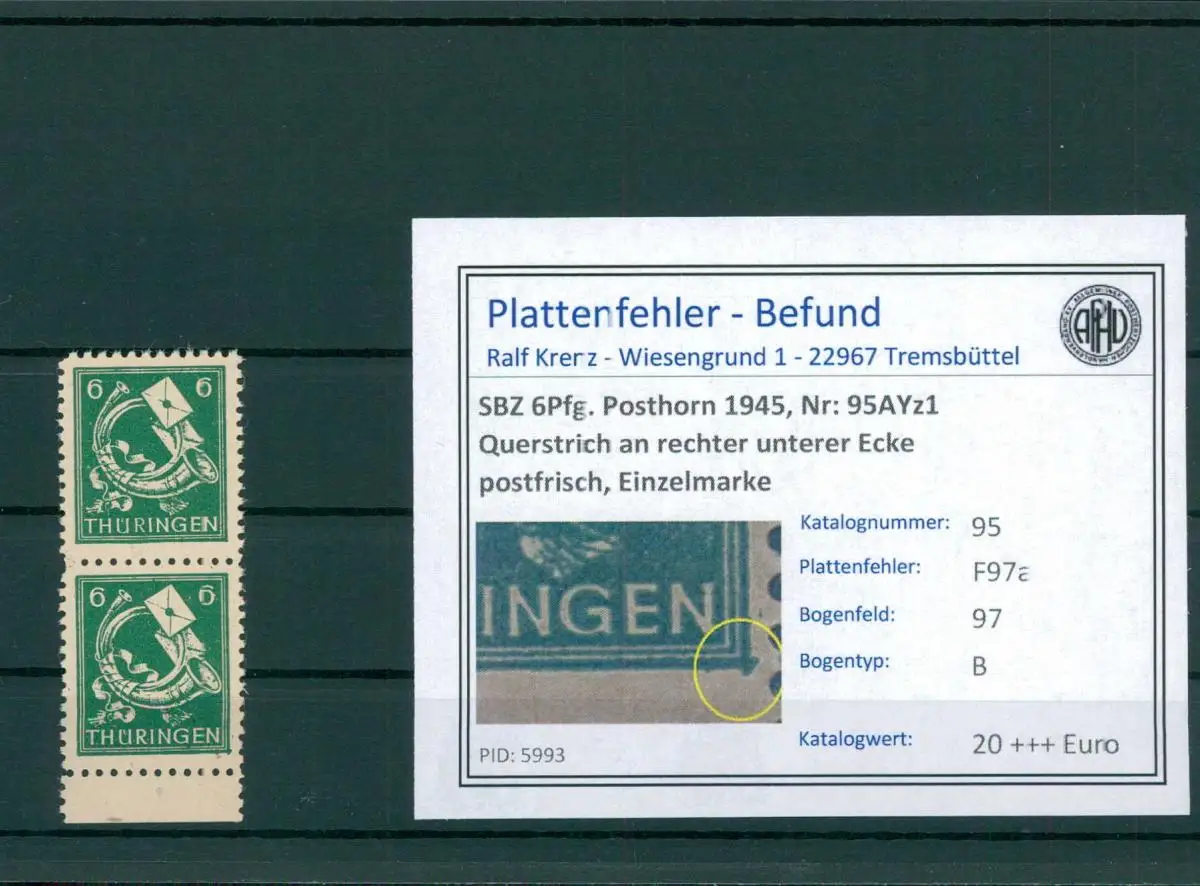 6 6
THÜRINGEN
6 6
THÜRINGEN
Plattenfehler - Befund
Ralf Krenz - Wiesengrund 1 - 22967 Tremsbüttel
SBZ 6Pfg. Posthorn 1945, Nr: 95AYz1
Querstrich an rechter unterer Ecke
postfrisch, Einzelmarke
INGEN
Katalognummer: 95
Plattenfehler: F97a
Bogenfeld: 97
Bogentyp: B
Katalogwert: 20 +++ Euro
PID: 5993